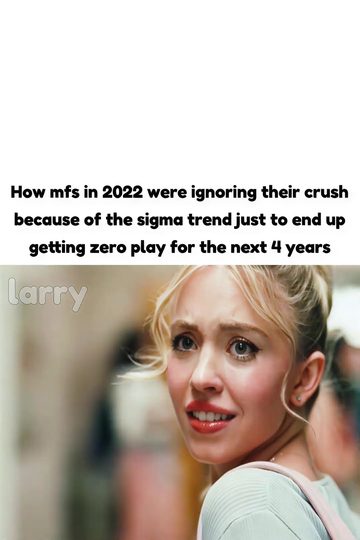 How mfs in 2022 were ignoring their crush
because of the sigma trend just to end up
getting zero play for the next 4 years
larry